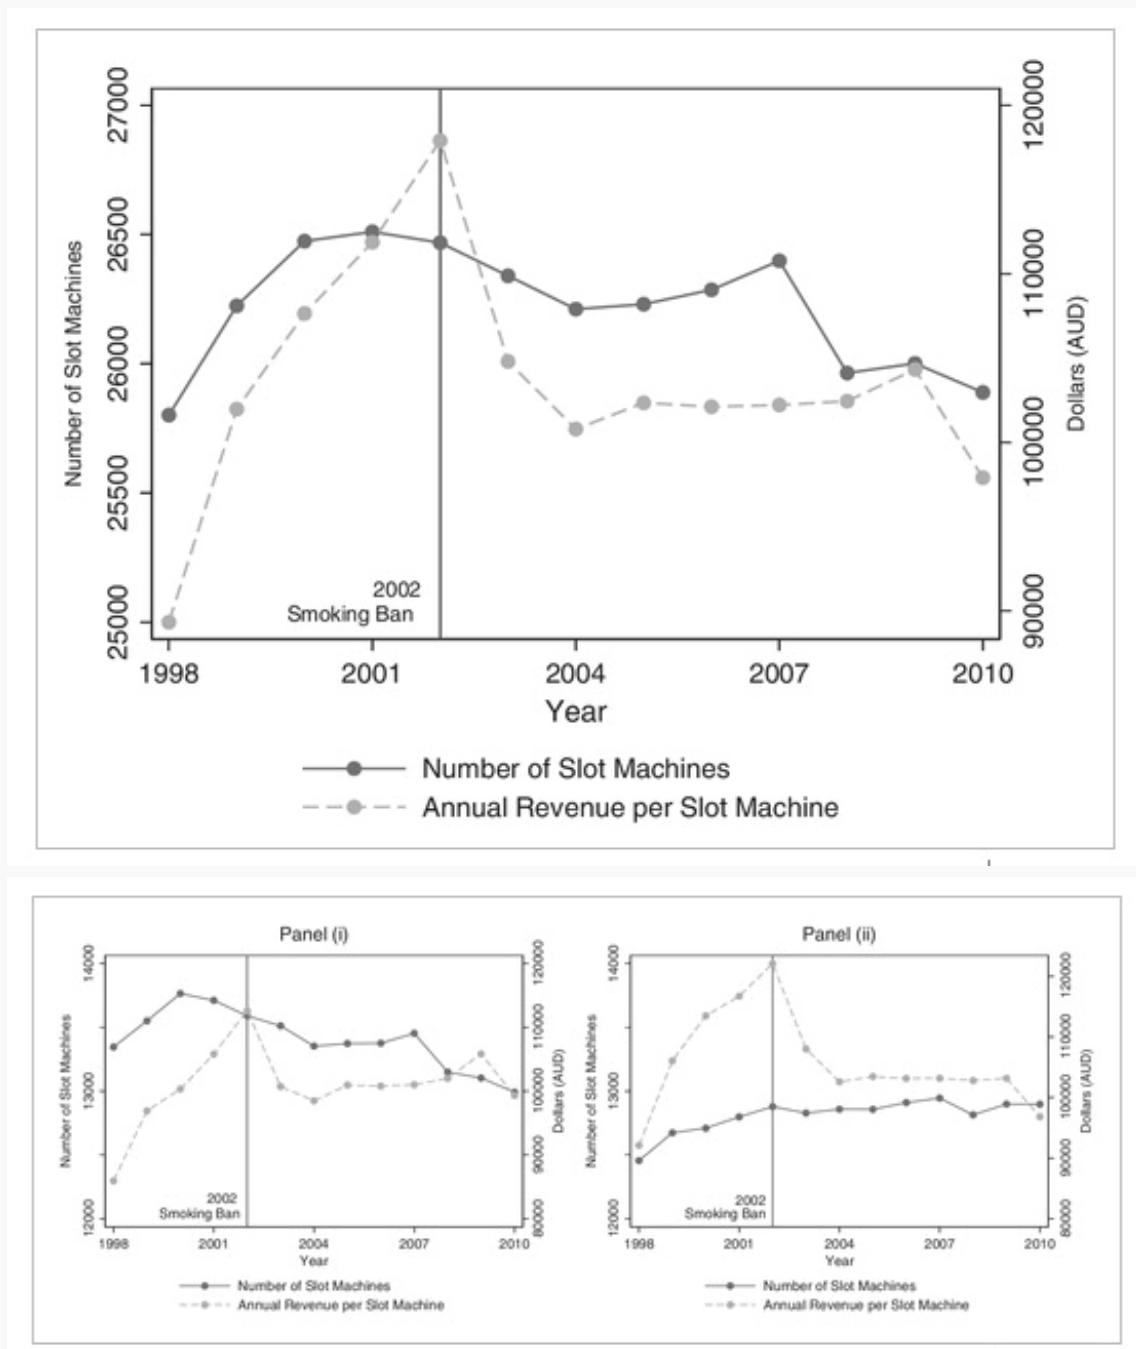 27000
26500
26000
25500
25000
Number of Slot Machines
120000
110000
100000
90000
Dollars (AUD)
2002
Smoking Ban
1998 2001 2004 2007 2010
Year
Number of Slot Machines
Annual Revenue per Slot Machine
Panel (i)
14000
13000
12000
Number of Slot Machines
120000
110000
100000
90000
80000
Dollars (AUD)
2002
Smoking Ban
1998 2001 2004 2007 2010
Year
Number of Slot Machines
Annual Revenue per Slot Machine
Panel (ii)
14000
13000
12000
Number of Slot Machines
120000
110000
100000
90000
80000
Dollars (AUD)
2002
Smoking Ban
1998 2001 2004 2007 2010
Year
Number of Slot Machines
Annual Revenue per Slot Machine